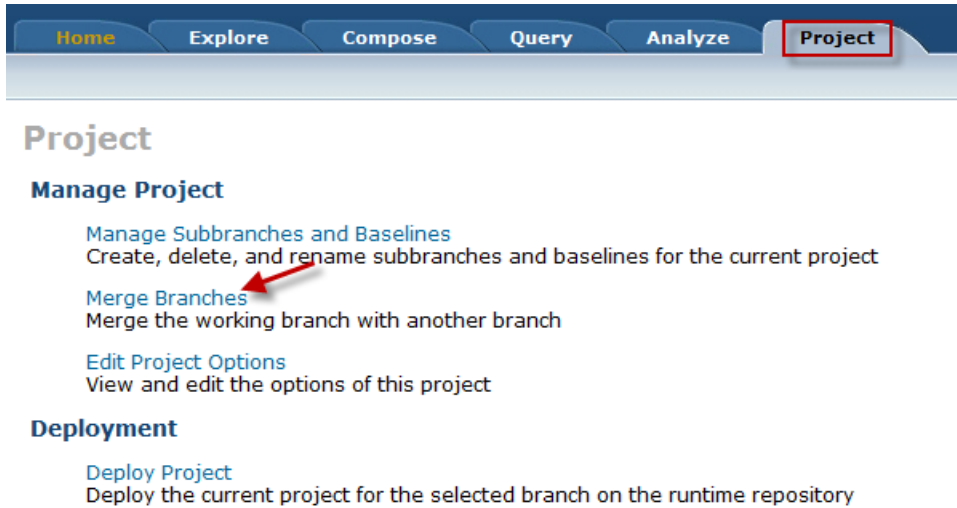 Home Explore Compose Query Analyze Project
Project
Manage Project
Manage Subbranches and Baselines
Create, delete, and rename subbranches and baselines for the current project
Merge Branches
Merge the working branch with another branch
Edit Project Options
View and edit the options of this project
Deployment
Deploy Project
Deploy the current project for the selected branch on the runtime repository